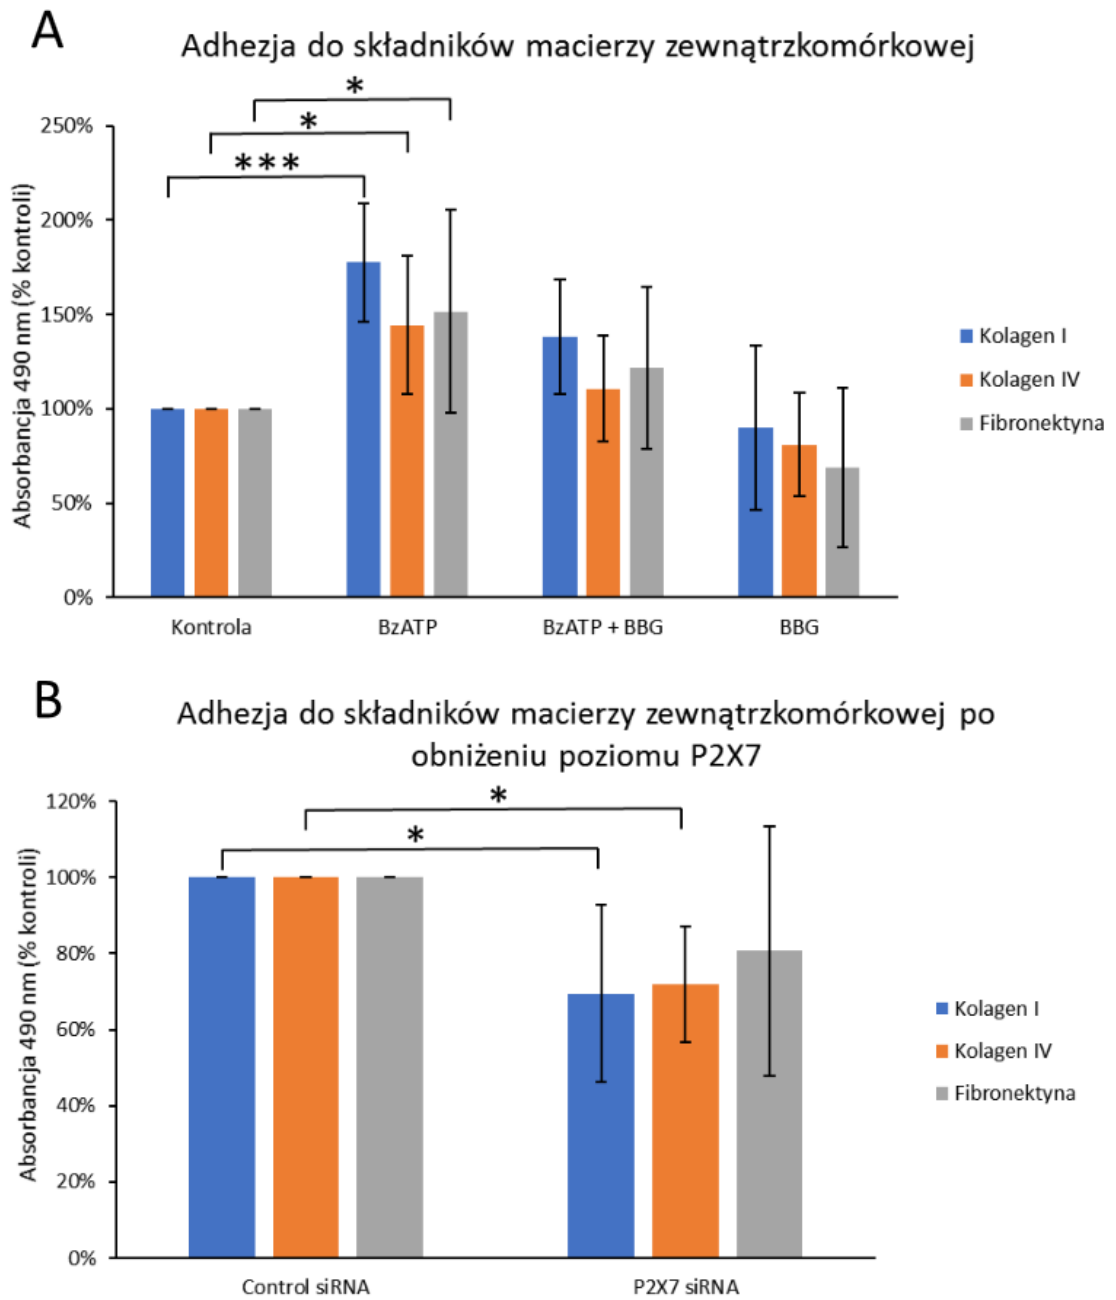 A
Adhezja do składników macierzy zewnątrzkomórkowej
Absorbancja 490 nm (% kontroli)
250%
200%
150%
100%
50%
0%
*
*
***
Kontrola
BzATP
BzATP + BBG
BBG
Kolagen I
Kolagen IV
Fibronektyna
B
Adhezja do składników macierzy zewnątrzkomórkowej po
obniżeniu poziomu P2X7
Absorbancja 490 nm (% kontroli)
120%
100%
80%
60%
40%
20%
0%
*
*
Control siRNA
P2X7 siRNA
Kolagen I
Kolagen IV
Fibronektyna